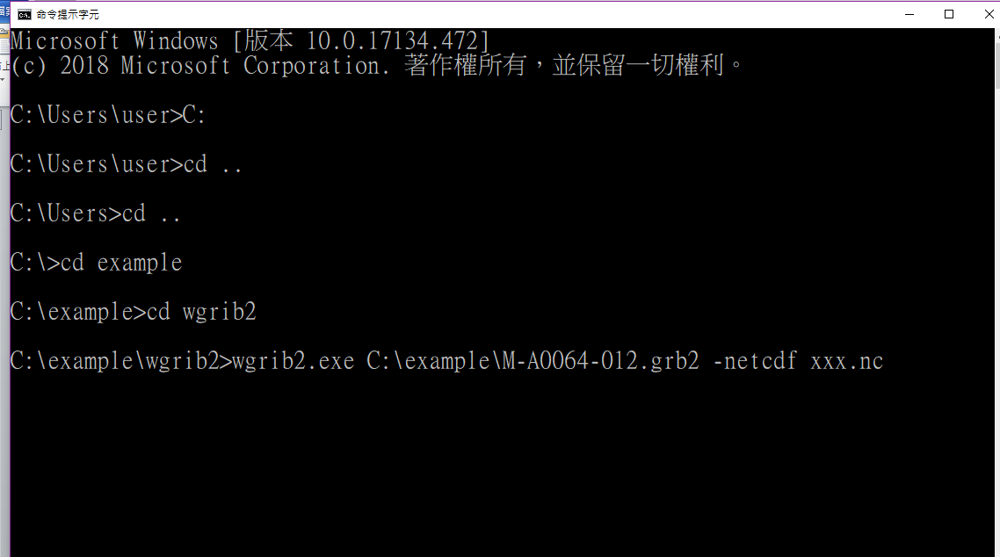 命令提示字元
Microsoft Windows [版本 10.0.17134.472]
(c) 2018 Microsoft Corporation. 著作權所有，並保留一切權利。
C:\Users\user>C:
C:\Users\user>cd ..
C:\Users>cd ..
C:\>cd example
C:\example>cd wgrib2
C:\example\wgrib2>wgrib2.exe C:\example\M-A0064-012.grb2 -netcdf xxx.nc